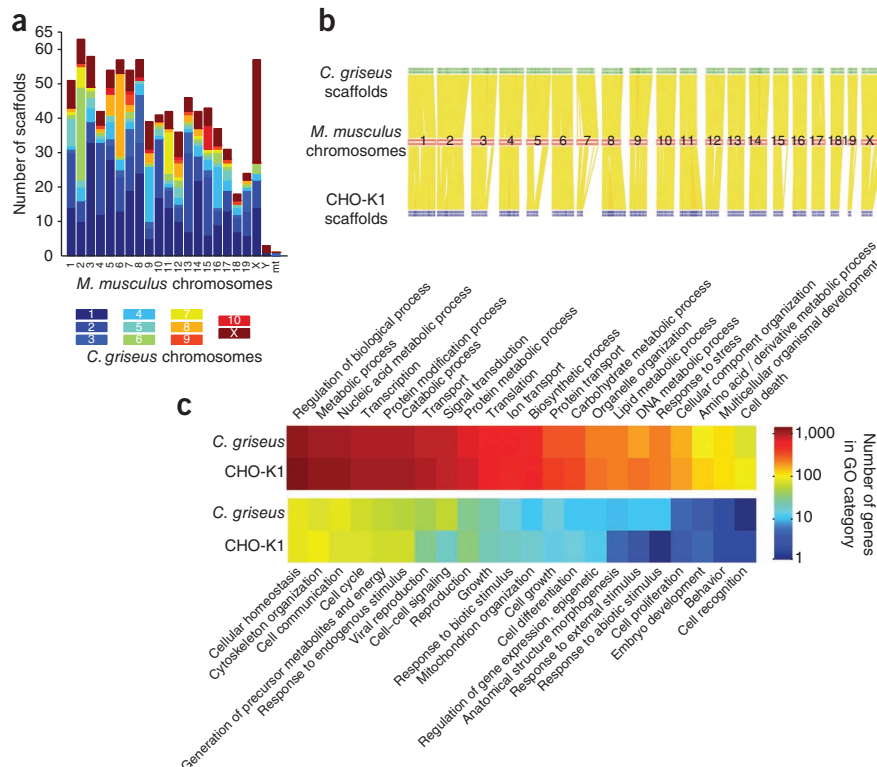 a
Number of scaffolds
65
60
50
40
30
20
10
0
1 2 3 4 5 6 7 8 9 10 11 12 13 14 15 16 17 18 19 X Y mt
M. musculus chromosomes
1 4 7 10
2 5 8 X
3 6 9
C. griseus chromosomes
b
C. griseus
scaffolds
M. musculus
chromosomes
1 2 3 4 5 6 7 8 9 10 11 12 13 14 15 16 17 18 19 X
CHO-K1
scaffolds
c
Regulation of biological process
Metabolic process
Nucleic acid metabolic process
Transcription
Protein modification process
Catabolic process
Transport
Signal transduction
Protein metabolic process
Translation
Ion transport
Biosynthetic process
Protein transport
Carbohydrate metabolic process
Organelle organization
Lipid metabolic process
DNA metabolic process
Response to stress
Cellular component organization
Amino acid / derivative metabolic process
Multicellular organismal development
Cell death
C. griseus
CHO-K1
C. griseus
CHO-K1
1,000
100
10
1
Number of genes
in GO category
Cellular homeostasis
Cytoskeleton organization
Cell communication
Cell cycle
Generation of precursor metabolites and energy
Response to endogenous stimulus
Viral reproduction
Cell–cell signaling
Reproduction
Growth
Response to biotic stimulus
Mitochondrion organization
Cell growth
Cell differentiation
Regulation of gene expression, epigenetic
Anatomical structure morphogenesis
Response to external stimulus
Response to abiotic stimulus
Cell proliferation
Embryo development
Behavior
Cell recognition